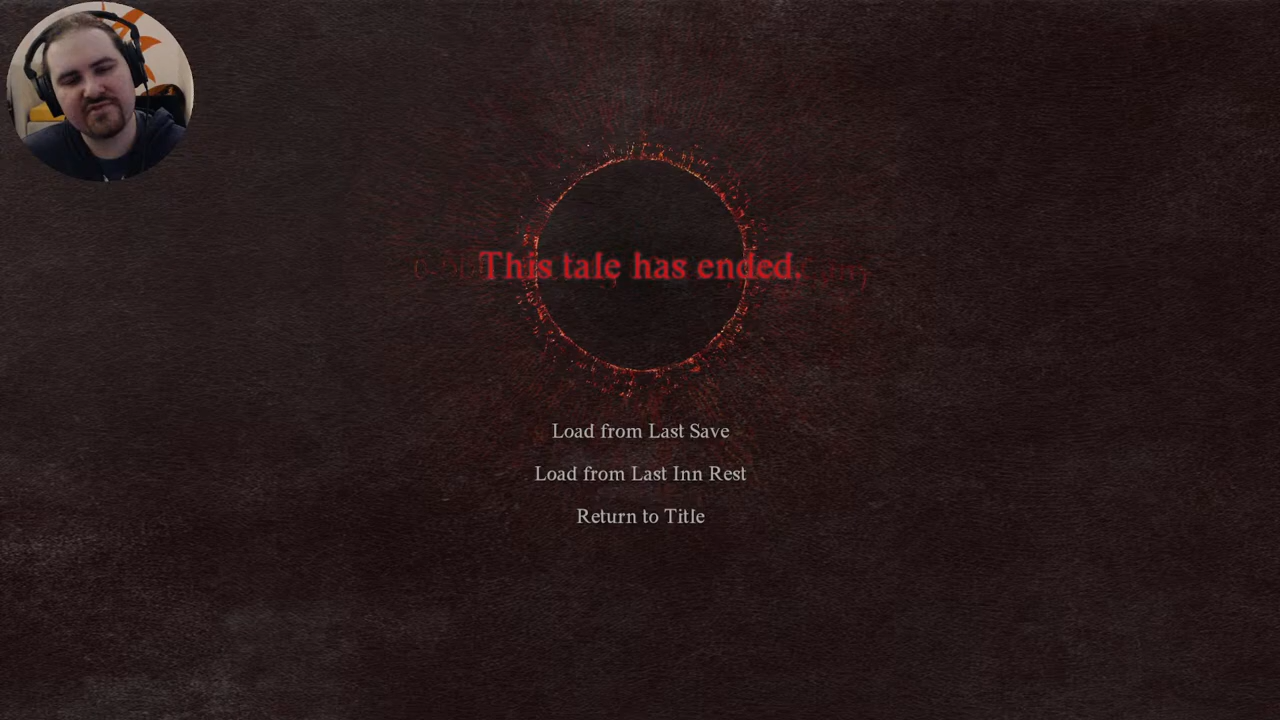 This tale has ended.
Load from Last Save
Load from Last Inn Rest
Return to Title